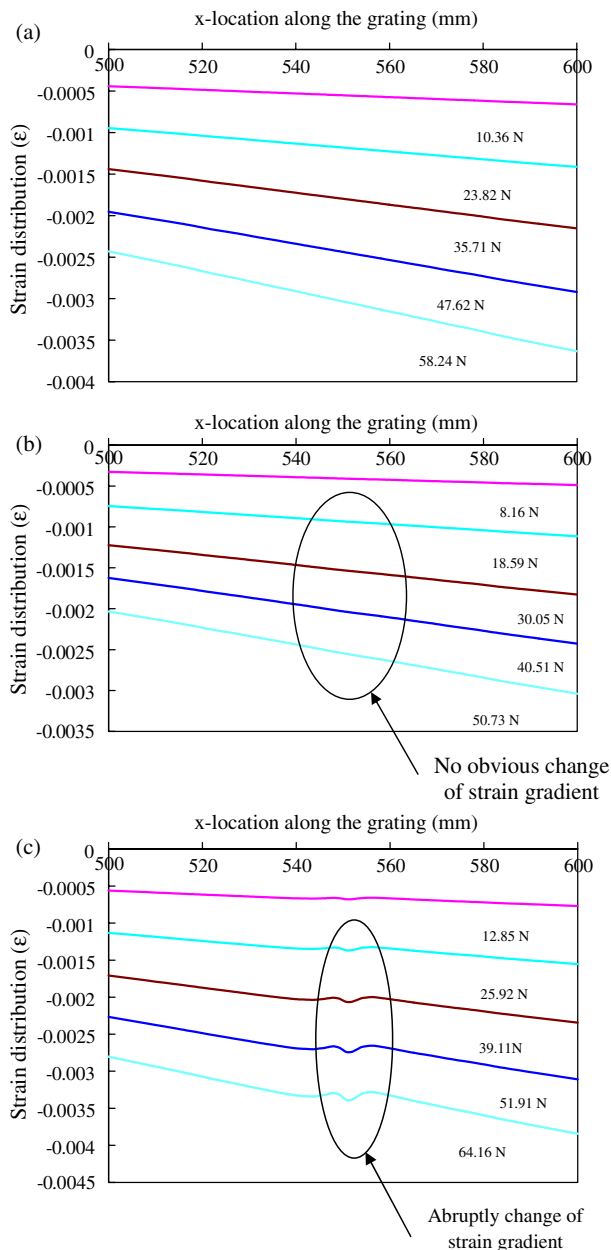 (a)
x-location along the grating (mm)
0
500 520 540 560 580 600
-0.0005
-0.001
-0.0015
-0.002
-0.0025
-0.003
-0.0035
-0.004
Strain distribution (ε)
10.36 N
23.82 N
35.71 N
47.62 N
58.24 N
(b)
x-location along the grating (mm)
0
500 520 540 560 580 600
-0.0005
-0.001
-0.0015
-0.002
-0.0025
-0.003
-0.0035
Strain distribution (ε)
8.16 N
18.59 N
30.05 N
40.51 N
50.73 N
No obvious change
of strain gradient
(c)
x-location along the grating (mm)
0
500 520 540 560 580 600
-0.0005
-0.001
-0.0015
-0.002
-0.0025
-0.003
-0.0035
-0.004
-0.0045
Strain distribution (ε)
12.85 N
25.92 N
39.11N
51.91 N
64.16 N
Abruptly change of
strain gradient